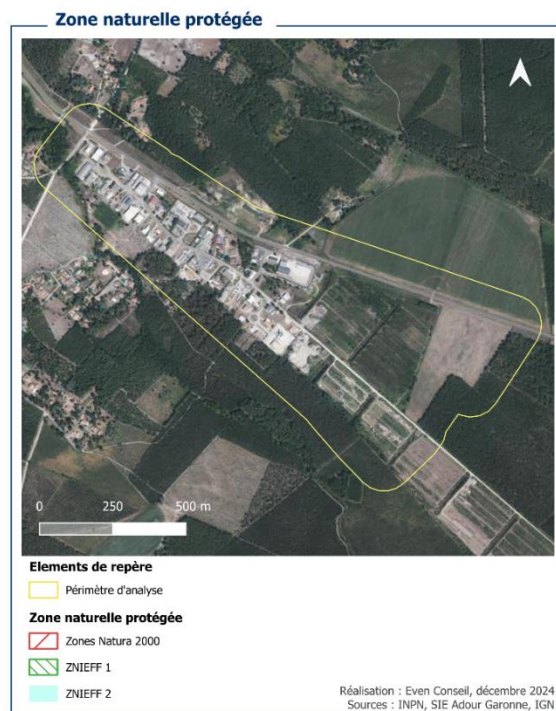 Zone naturelle protégée
0 250 500 m
Elements de repère
Périmètre d'analyse
Zone naturelle protégée
Zones Natura 2000
ZNIEFF 1
ZNIEFF 2
Réalisation : Even Conseil, décembre 2024
Sources : INPN, SIE Adour Garonne, IGN